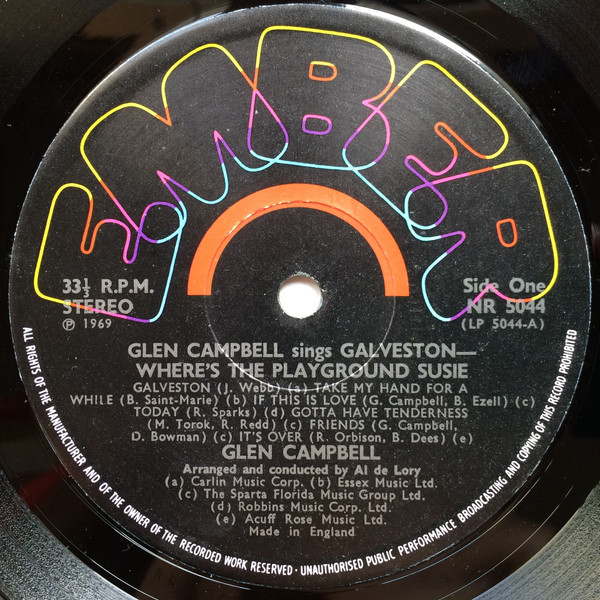 EMBER
33⅓ R.P.M.
STEREO
℗ 1969
Side One
NR 5044
(LP 5044-A)
GLEN CAMPBELL sings GALVESTON—
WHERE'S THE PLAYGROUND SUSIE
GALVESTON (J. Webb) (a) TAKE MY HAND FOR A
WHILE (B. Saint-Marie) (b) IF THIS IS LOVE (G. Campbell, B. Ezell) (c)
TODAY (R. Sparks) (d) GOTTA HAVE TENDERNESS
(M. Torok, R. Redd) (c) FRIENDS (G. Campbell,
D. Bowman) (c) IT'S OVER (R. Orbison, B. Dees) (e)
GLEN CAMPBELL
Arranged and conducted by Al de Lory
(a) Carlin Music Corp. (b) Essex Music Ltd.
(c) The Sparta Florida Music Group Ltd.
(d) Robbins Music Corp. Ltd.
(e) Acuff Rose Music Ltd.
Made in England
ALL RIGHTS OF THE MANUFACTURER AND OF THE OWNER OF THE RECORDED WORK RESERVED · UNAUTHORISED PUBLIC PERFORMANCE BROADCASTING AND COPYING OF THIS RECORD PROHIBITED